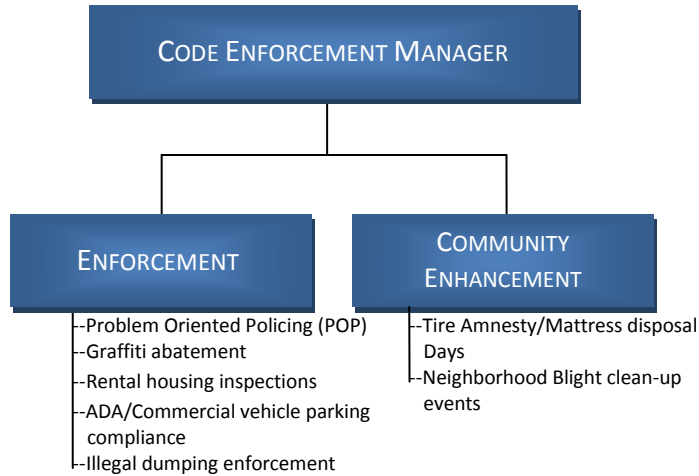 CODE ENFORCEMENT MANAGER
ENFORCEMENT
--Problem Oriented Policing (POP)
--Graffiti abatement
--Rental housing inspections
--ADA/Commercial vehicle parking
compliance
--Illegal dumping enforcement
COMMUNITY
ENHANCEMENT
--Tire Amnesty/Mattress disposal
Days
--Neighborhood Blight clean-up
events